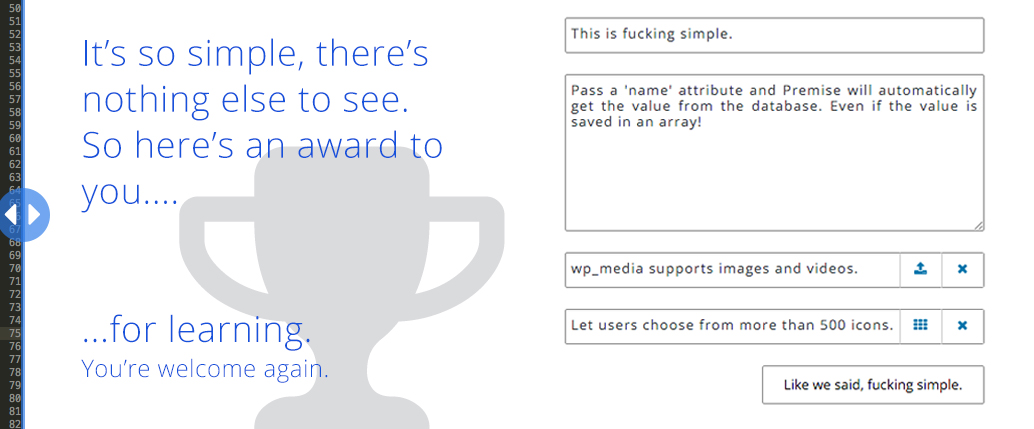 50
51
52
53
54
55
56
57
58
59
60
61
62
63
64
67
68
69
70
71
72
73
74
75
76
77
78
79
80
81
82
It’s so simple, there’s
nothing else to see.
So here’s an award to
you....
...for learning.
You’re welcome again.
This is fucking simple.
Pass a 'name' attribute and Premise will automatically
get the value from the database. Even if the value is
saved in an array!
wp_media supports images and videos.
Let users choose from more than 500 icons.
Like we said, fucking simple.